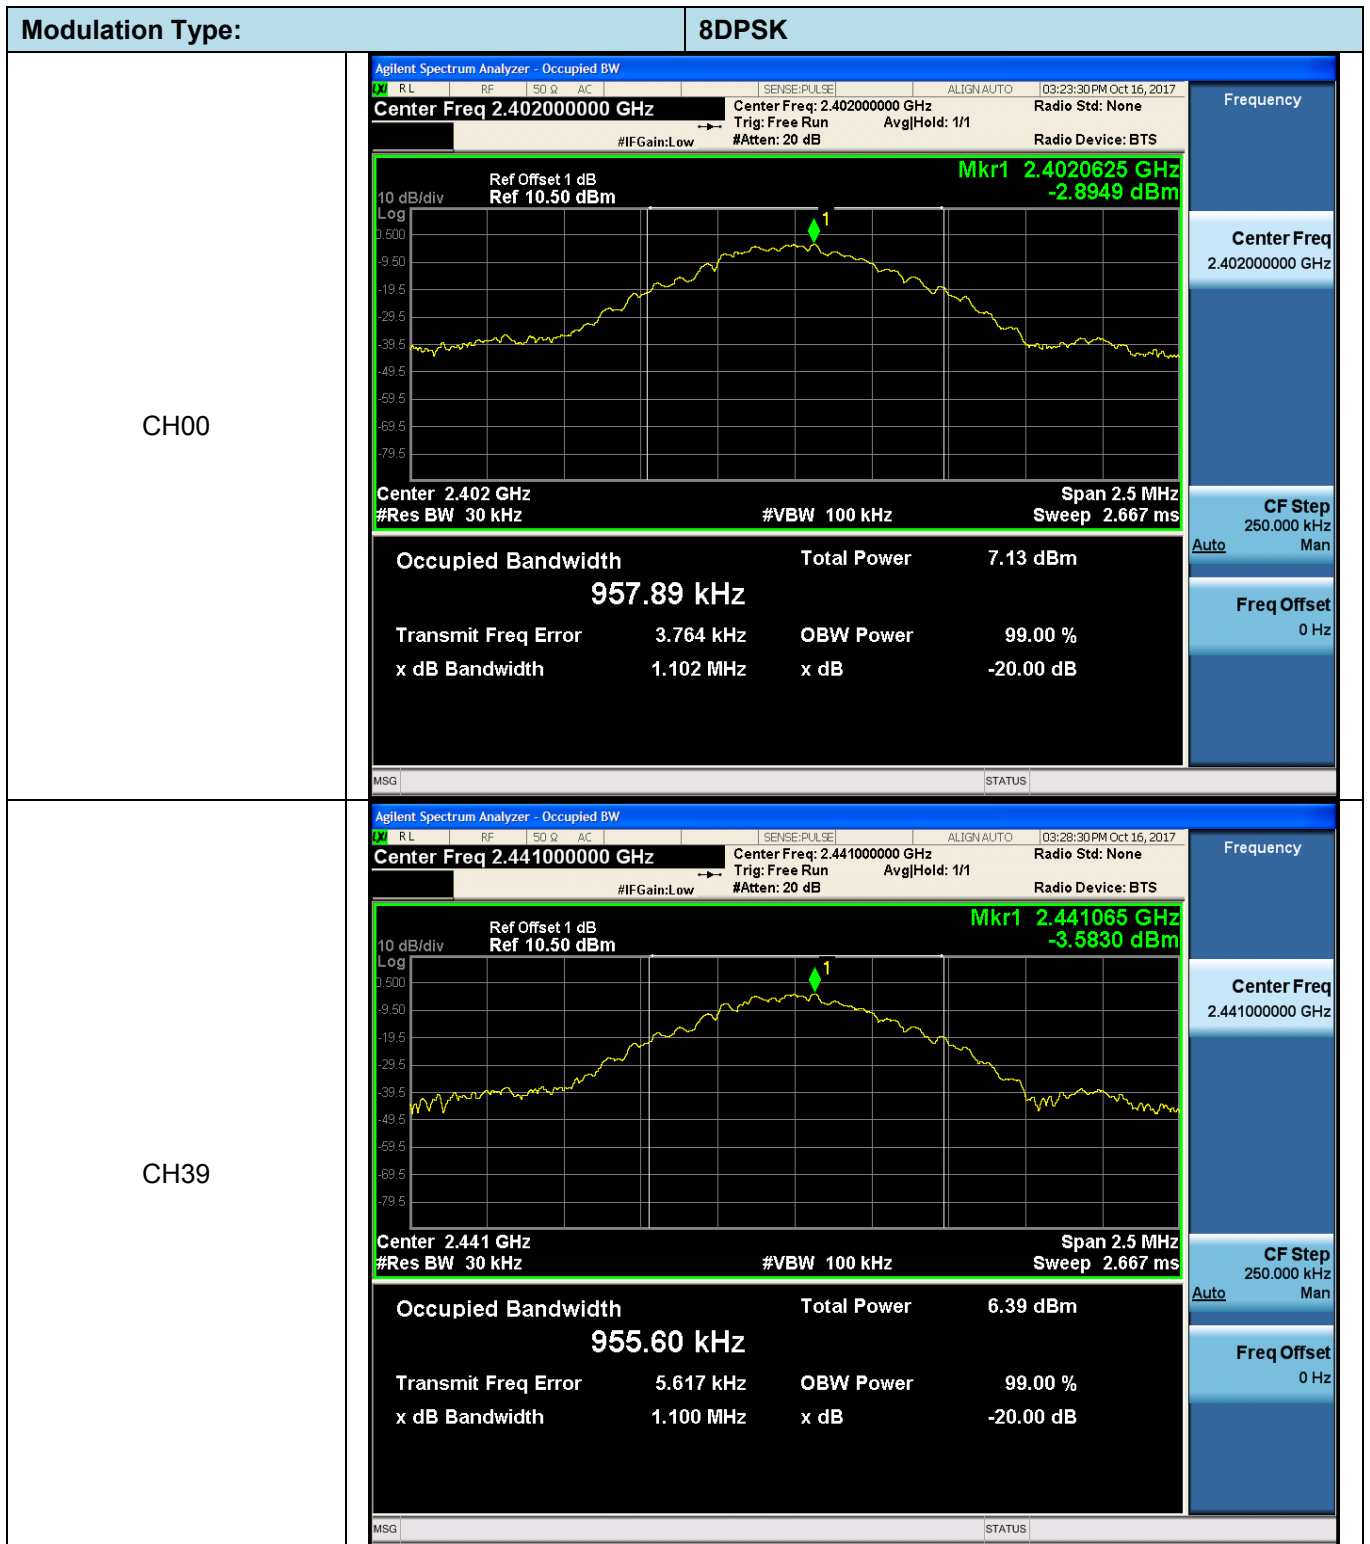 Modulation Type: 8DPSK
CH00
Agilent Spectrum Analyzer - Occupied BW
LXI RL RF 50 Ω AC SENSE:PULSE ALIGN AUTO 03:23:30 PM Oct 16, 2017
Center Freq 2.402000000 GHz Center Freq: 2.402000000 GHz Radio Std: None
Trig: Free Run Avg|Hold: 1/1
#IFGain:Low #Atten: 20 dB Radio Device: BTS
Frequency
Mkr1 2.4020625 GHz
-2.8949 dBm
Ref Offset 1 dB
10 dB/div Ref 10.50 dBm
Log
0.500
-9.50
-19.5
-29.5
-39.5
-49.5
-59.5
-69.5
-79.5
1
Center 2.402 GHz Span 2.5 MHz
#Res BW 30 kHz #VBW 100 kHz Sweep 2.667 ms
Center Freq
2.402000000 GHz
CF Step
250.000 kHz
Auto Man
Freq Offset
0 Hz
Occupied Bandwidth Total Power 7.13 dBm
957.89 kHz
Transmit Freq Error 3.764 kHz OBW Power 99.00 %
x dB Bandwidth 1.102 MHz x dB -20.00 dB
MSG STATUS
CH39
Agilent Spectrum Analyzer - Occupied BW
LXI RL RF 50 Ω AC SENSE:PULSE ALIGN AUTO 03:28:30 PM Oct 16, 2017
Center Freq 2.441000000 GHz Center Freq: 2.441000000 GHz Radio Std: None
Trig: Free Run Avg|Hold: 1/1
#IFGain:Low #Atten: 20 dB Radio Device: BTS
Frequency
Mkr1 2.441065 GHz
-3.5830 dBm
Ref Offset 1 dB
10 dB/div Ref 10.50 dBm
Log
0.500
-9.50
-19.5
-29.5
-39.5
-49.5
-59.5
-69.5
-79.5
1
Center 2.441 GHz Span 2.5 MHz
#Res BW 30 kHz #VBW 100 kHz Sweep 2.667 ms
Center Freq
2.441000000 GHz
CF Step
250.000 kHz
Auto Man
Freq Offset
0 Hz
Occupied Bandwidth Total Power 6.39 dBm
955.60 kHz
Transmit Freq Error 5.617 kHz OBW Power 99.00 %
x dB Bandwidth 1.100 MHz x dB -20.00 dB
MSG STATUS